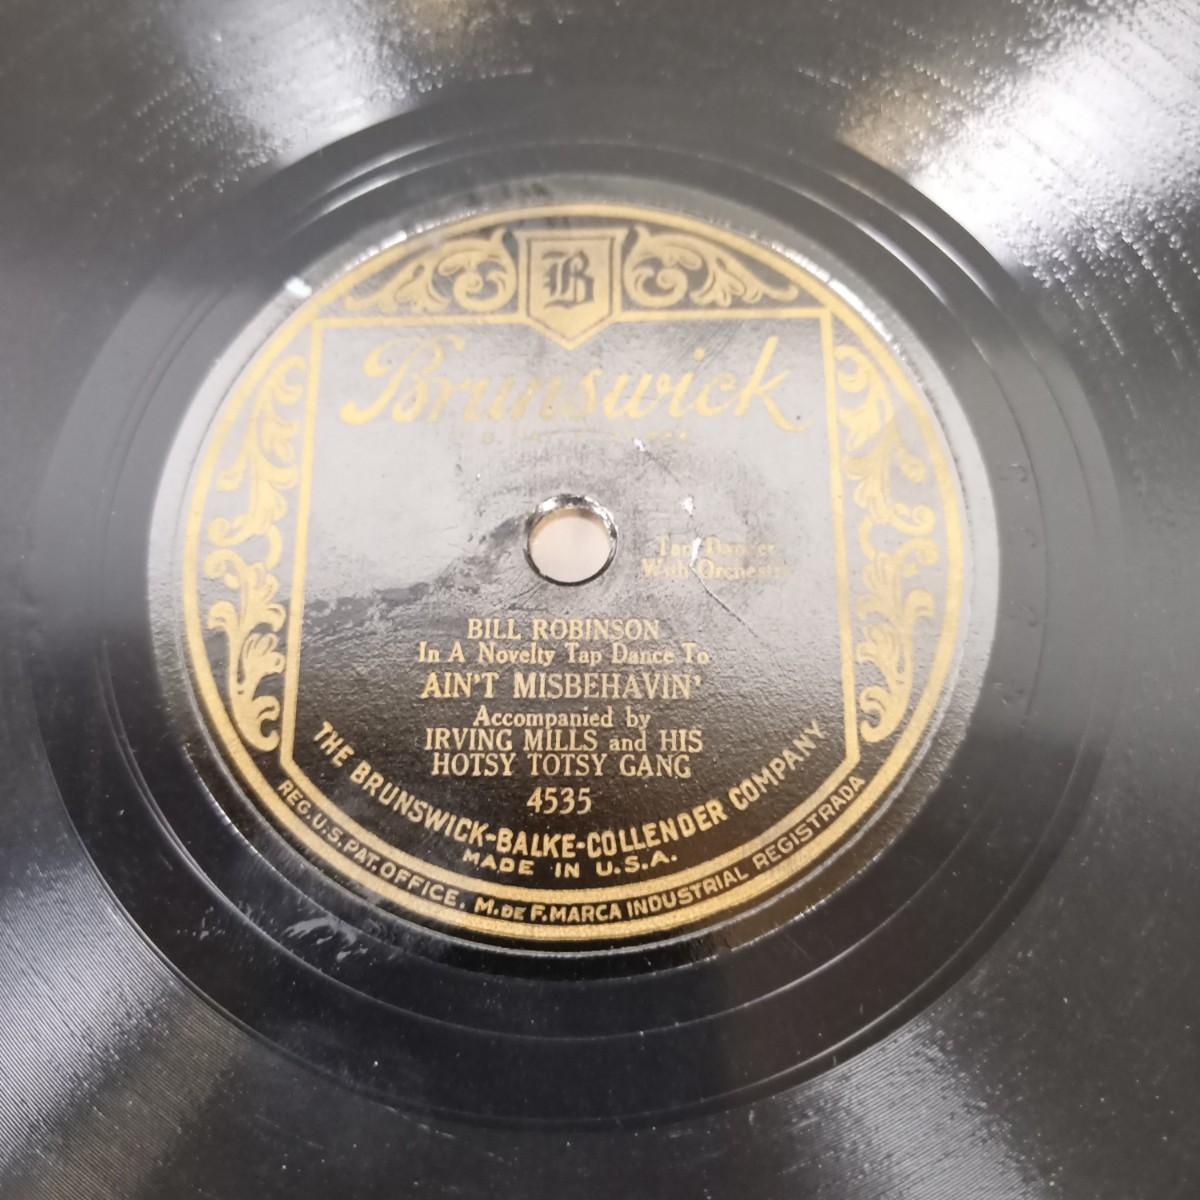 B
Brunswick
Tap Dancer
With Orchestra
BILL ROBINSON
In A Novelty Tap Dance To
AIN'T MISBEHAVIN'
Accompanied by
IRVING MILLS and HIS
HOTSY TOTSY GANG
4535
THE BRUNSWICK-BALKE-COLLENDER COMPANY
MADE IN U.S.A.
REG. U.S. PAT. OFFICE. M. DE F. MARCA INDUSTRIAL REGISTRADA